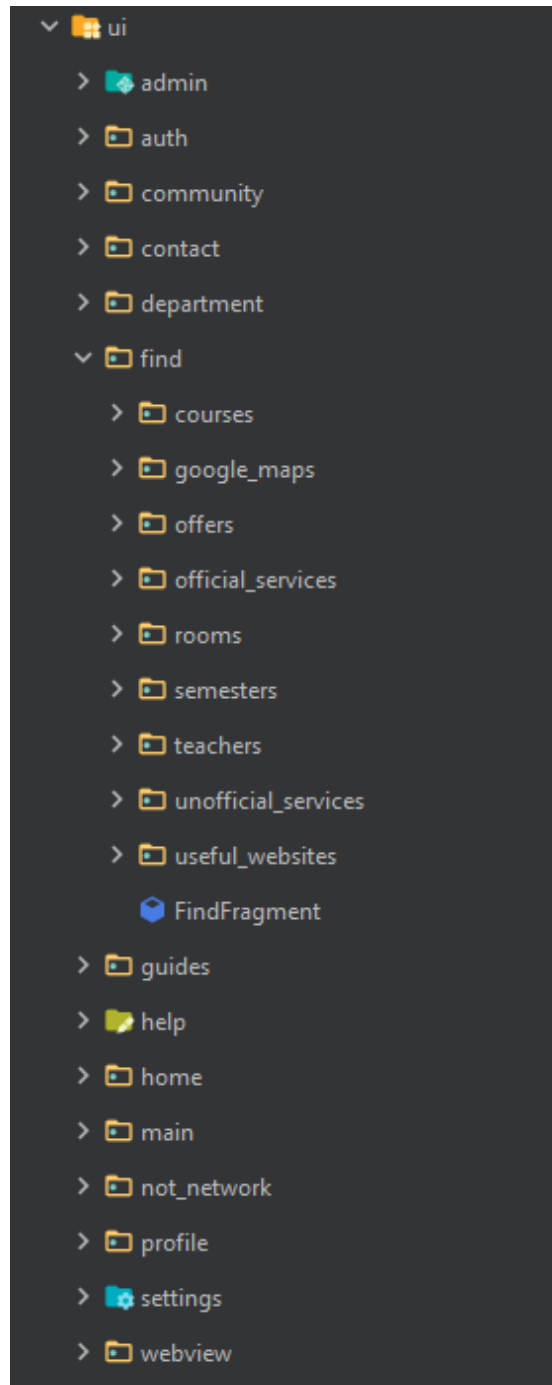 ui
admin
auth
community
contact
department
find
courses
google_maps
offers
official_services
rooms
semesters
teachers
unofficial_services
useful_websites
FindFragment
guides
help
home
main
not_network
profile
settings
webview